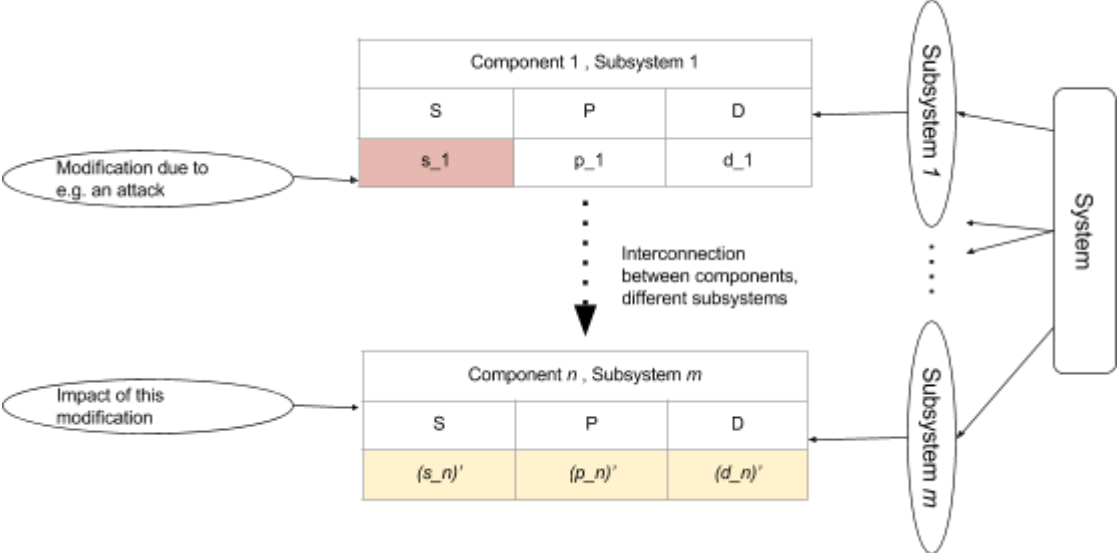 Component 1 , Subsystem 1
S P D
s_1 p_1 d_1
Modification due to
e.g. an attack
Interconnection
between components,
different subsystems
Component n , Subsystem m
S P D
(s_n)' (p_n)' (d_n)'
Impact of this
modification
Subsystem 1
.....
Subsystem m
System